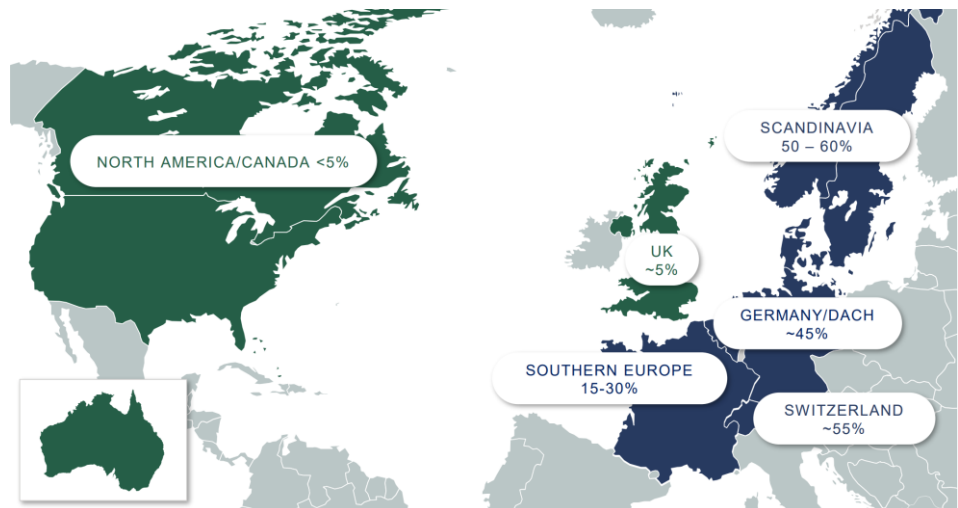 NORTH AMERICA/CANADA <5%
SCANDINAVIA
50 – 60%
UK
~5%
GERMANY/DACH
~45%
SOUTHERN EUROPE
15-30%
SWITZERLAND
~55%